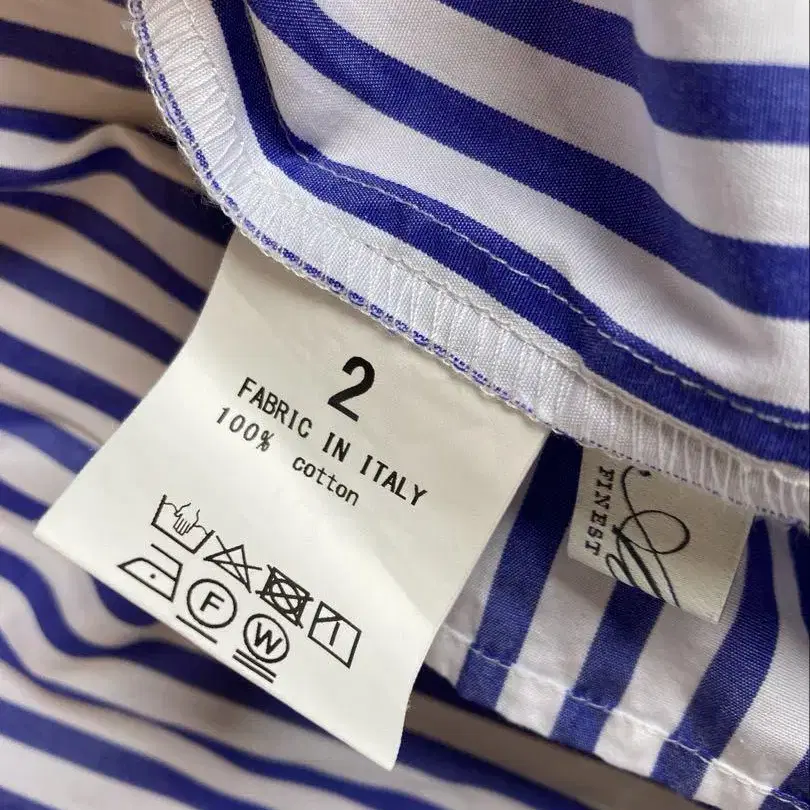 2
FABRIC IN ITALY
100% cotton
F
W
FINEST